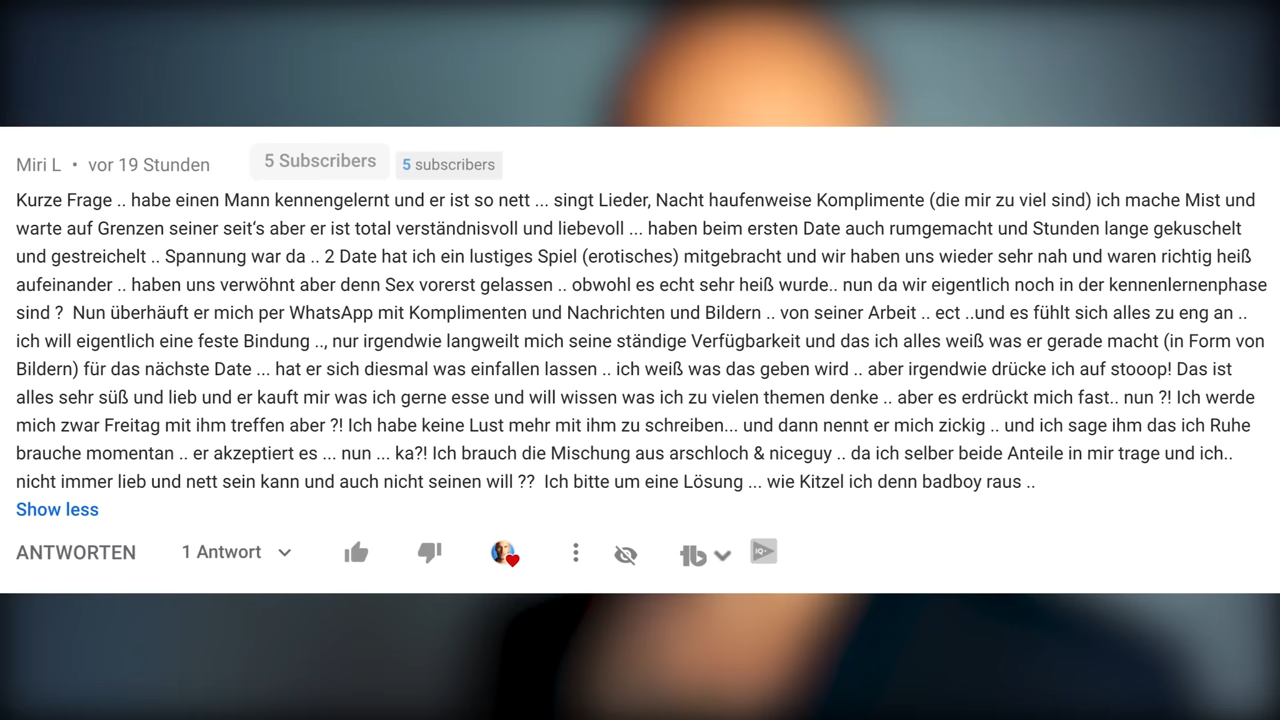 Miri L • vor 19 Stunden 5 Subscribers 5 subscribers
Kurze Frage .. habe einen Mann kennengelernt und er ist so nett ... singt Lieder, Nacht haufenweise Komplimente (die mir zu viel sind) ich mache Mist und
warte auf Grenzen seiner seit‘s aber er ist total verständnisvoll und liebevoll ... haben beim ersten Date auch rumgemacht und Stunden lange gekuschelt
und gestreichelt .. Spannung war da .. 2 Date hat ich ein lustiges Spiel (erotisches) mitgebracht und wir haben uns wieder sehr nah und waren richtig heiß
aufeinander .. haben uns verwöhnt aber denn Sex vorerst gelassen .. obwohl es echt sehr heiß wurde.. nun da wir eigentlich noch in der kennenlernenphase
sind ? Nun überhäuft er mich per WhatsApp mit Komplimenten und Nachrichten und Bildern .. von seiner Arbeit .. ect ..und es fühlt sich alles zu eng an ..
ich will eigentlich eine feste Bindung .., nur irgendwie langweilt mich seine ständige Verfügbarkeit und das ich alles weiß was er gerade macht (in Form von
Bildern) für das nächste Date ... hat er sich diesmal was einfallen lassen .. ich weiß was das geben wird .. aber irgendwie drücke ich auf stooop! Das ist
alles sehr süß und lieb und er kauft mir was ich gerne esse und will wissen was ich zu vielen themen denke .. aber es erdrückt mich fast.. nun ?! Ich werde
mich zwar Freitag mit ihm treffen aber ?! Ich habe keine Lust mehr mit ihm zu schreiben... und dann nennt er mich zickig .. und ich sage ihm das ich Ruhe
brauche momentan .. er akzeptiert es ... nun ... ka?! Ich brauch die Mischung aus arschloch & niceguy .. da ich selber beide Anteile in mir trage und ich..
nicht immer lieb und nett sein kann und auch nicht seinen will ?? Ich bitte um eine Lösung ... wie Kitzel ich denn badboy raus ..
Show less
ANTWORTEN 1 Antwort tb IQ+